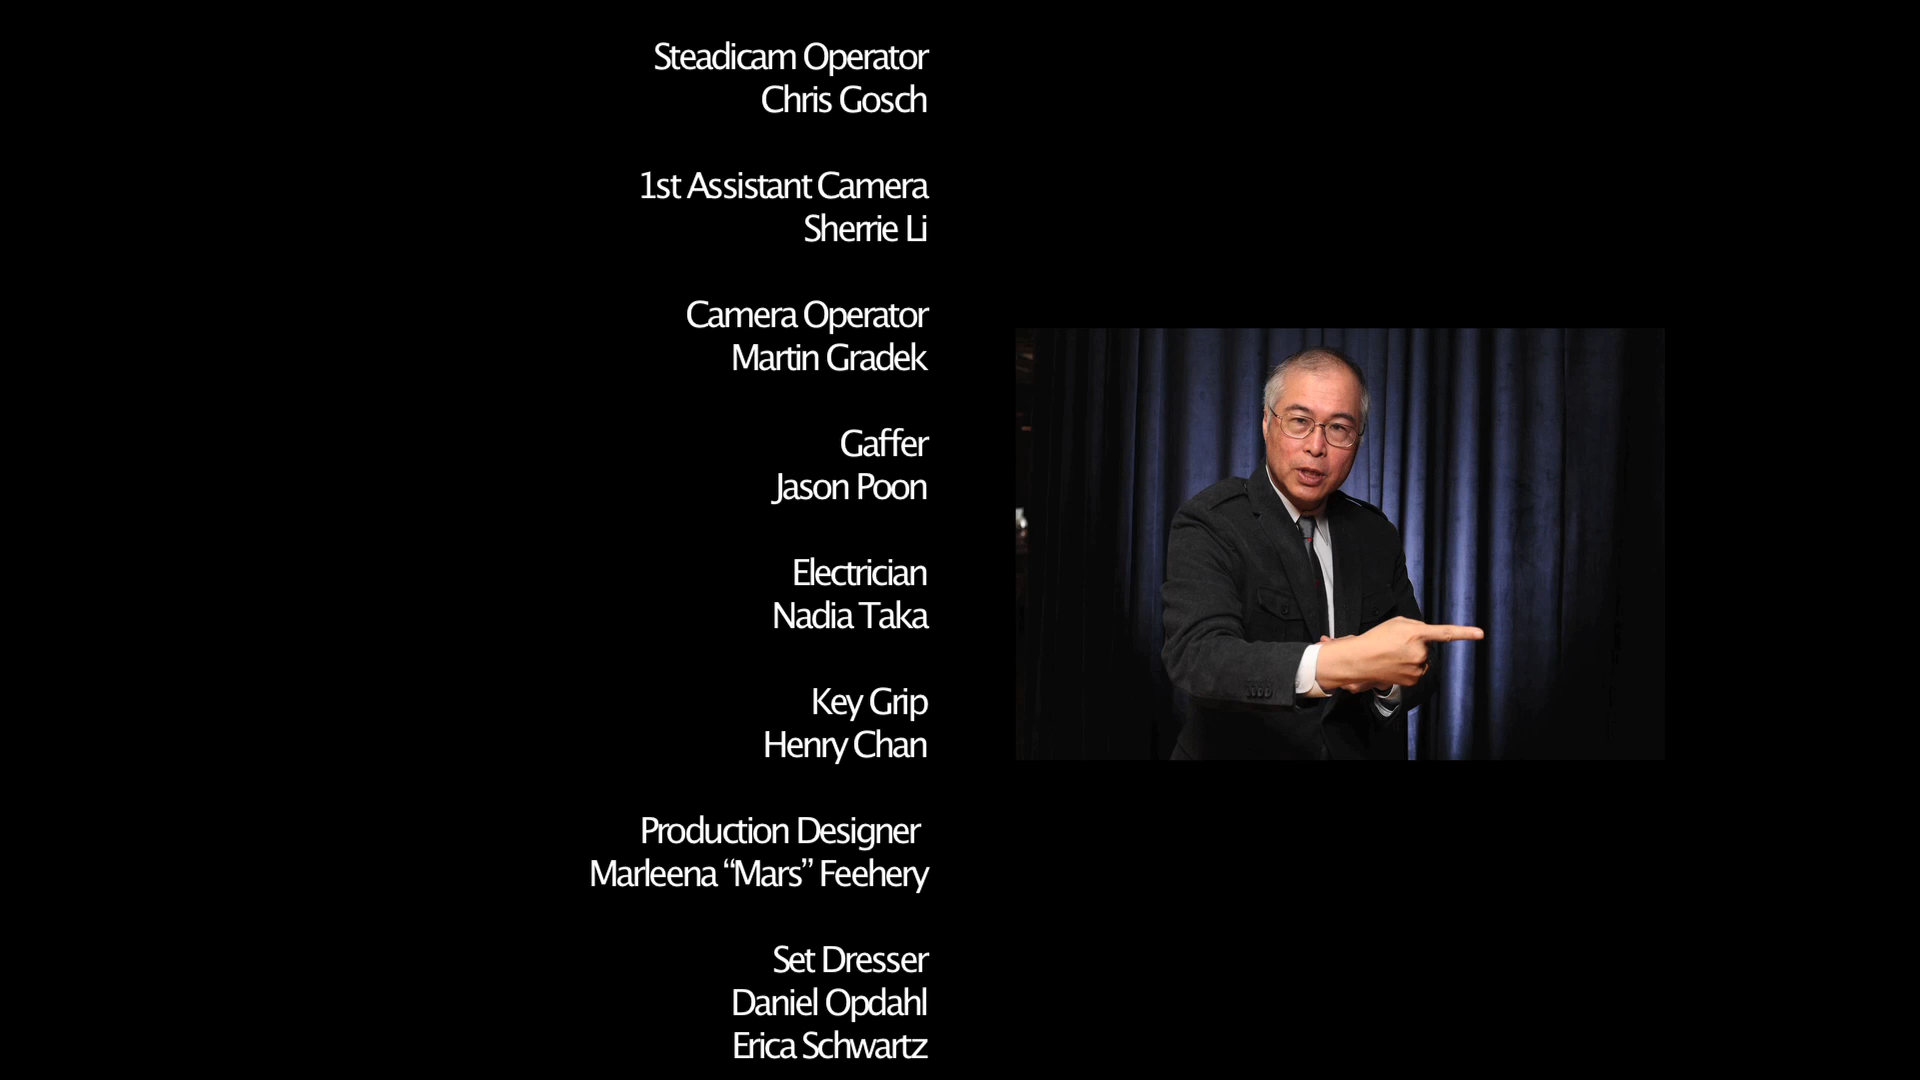 Steadicam Operator
Chris Gosch
1st Assistant Camera
Sherrie Li
Camera Operator
Martin Gradek
Gaffer
Jason Poon
Electrician
Nadia Taka
Key Grip
Henry Chan
Production Designer
Marleena “Mars” Feehery
Set Dresser
Daniel Opdahl
Erica Schwartz